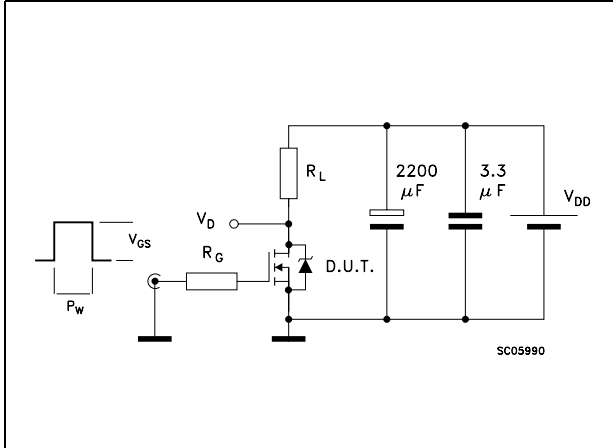 R_L
2200
μF
3.3
μF
V_DD
V_D
V_GS
R_G
D.U.T.
P_W
SC05990